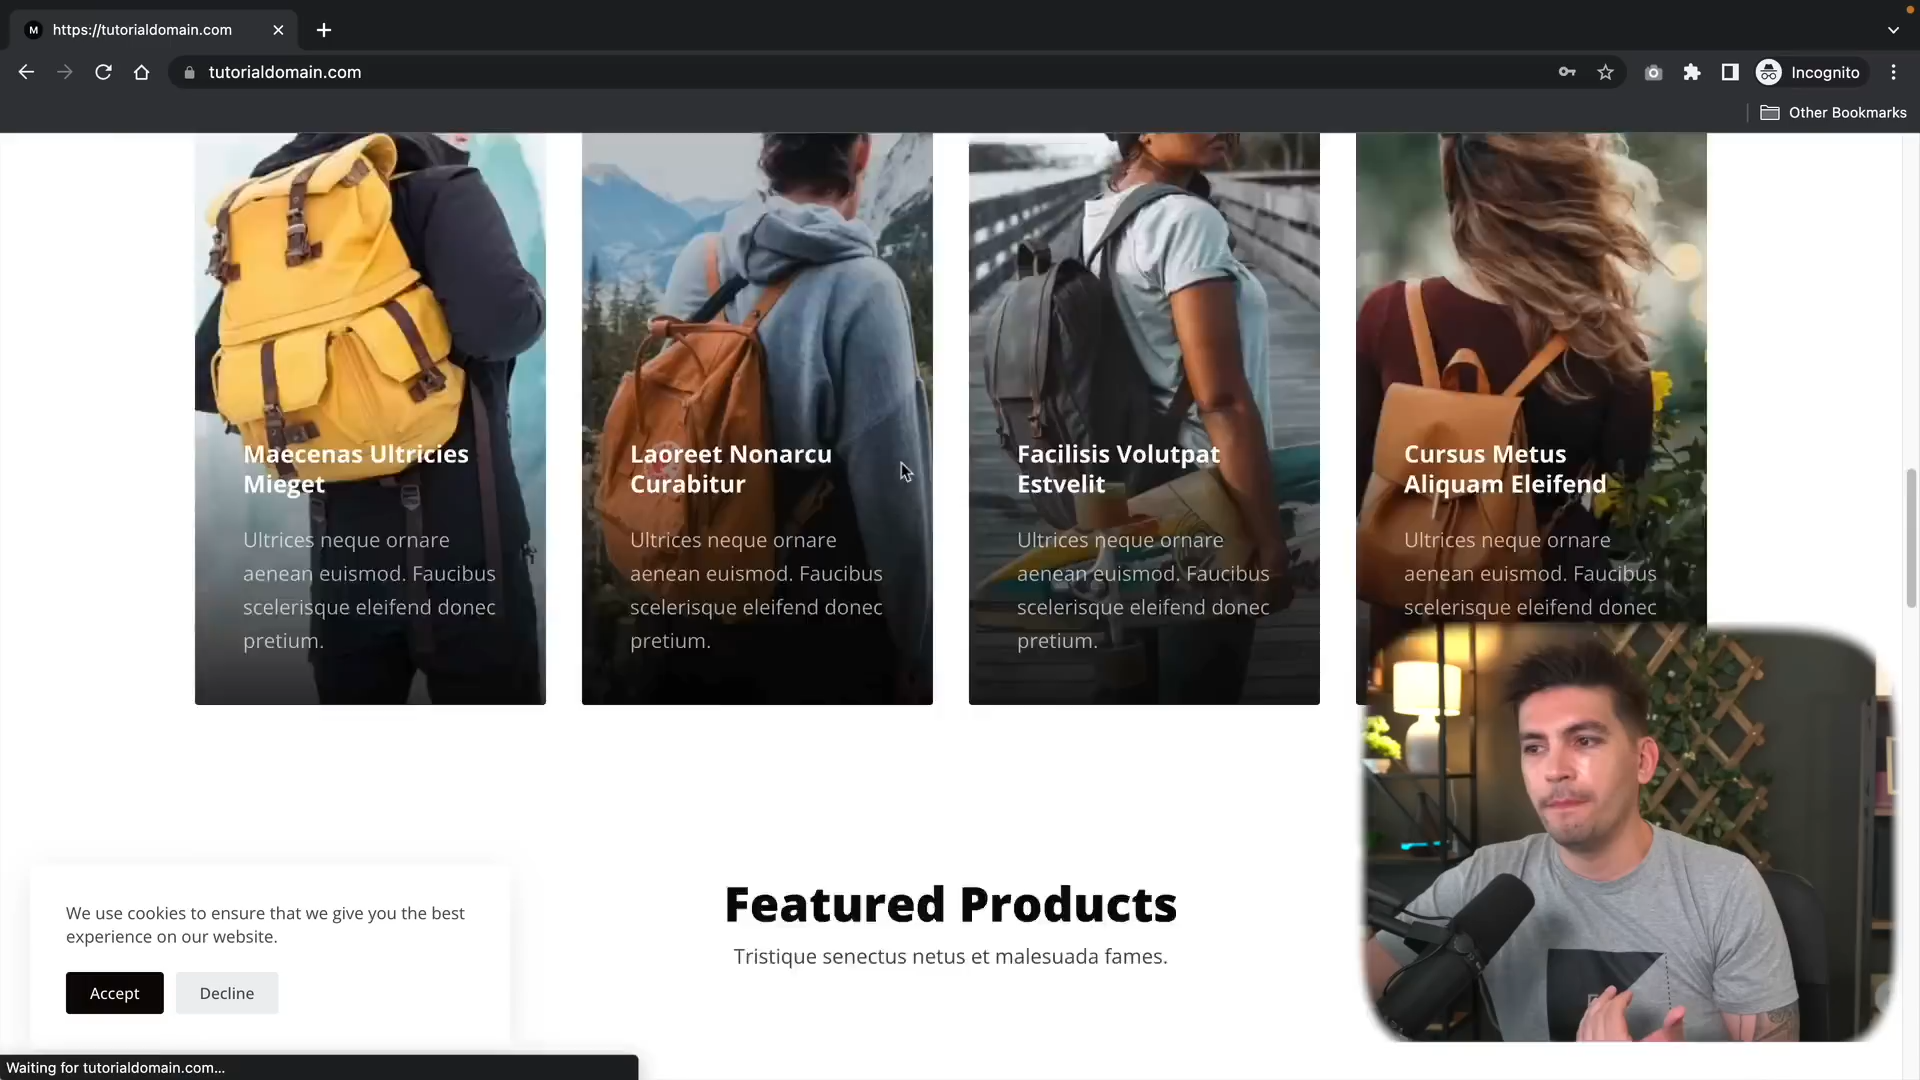 M https://tutorialdomain.com
tutorialdomain.com
Incognito
Other Bookmarks
Maecenas Ultricies
Mieget
Ultrices neque ornare
aenean euismod. Faucibus
scelerisque eleifend donec
pretium.
Laoreet Nonarcu
Curabitur
Ultrices neque ornare
aenean euismod. Faucibus
scelerisque eleifend donec
pretium.
Facilisis Volutpat
Estvelit
Ultrices neque ornare
aenean euismod. Faucibus
scelerisque eleifend donec
pretium.
Cursus Metus
Aliquam Eleifend
Ultrices neque ornare
aenean euismod. Faucibus
scelerisque eleifend donec
Featured Products
Tristique senectus netus et malesuada fames.
We use cookies to ensure that we give you the best
experience on our website.
Accept
Decline
Waiting for tutorialdomain.com...